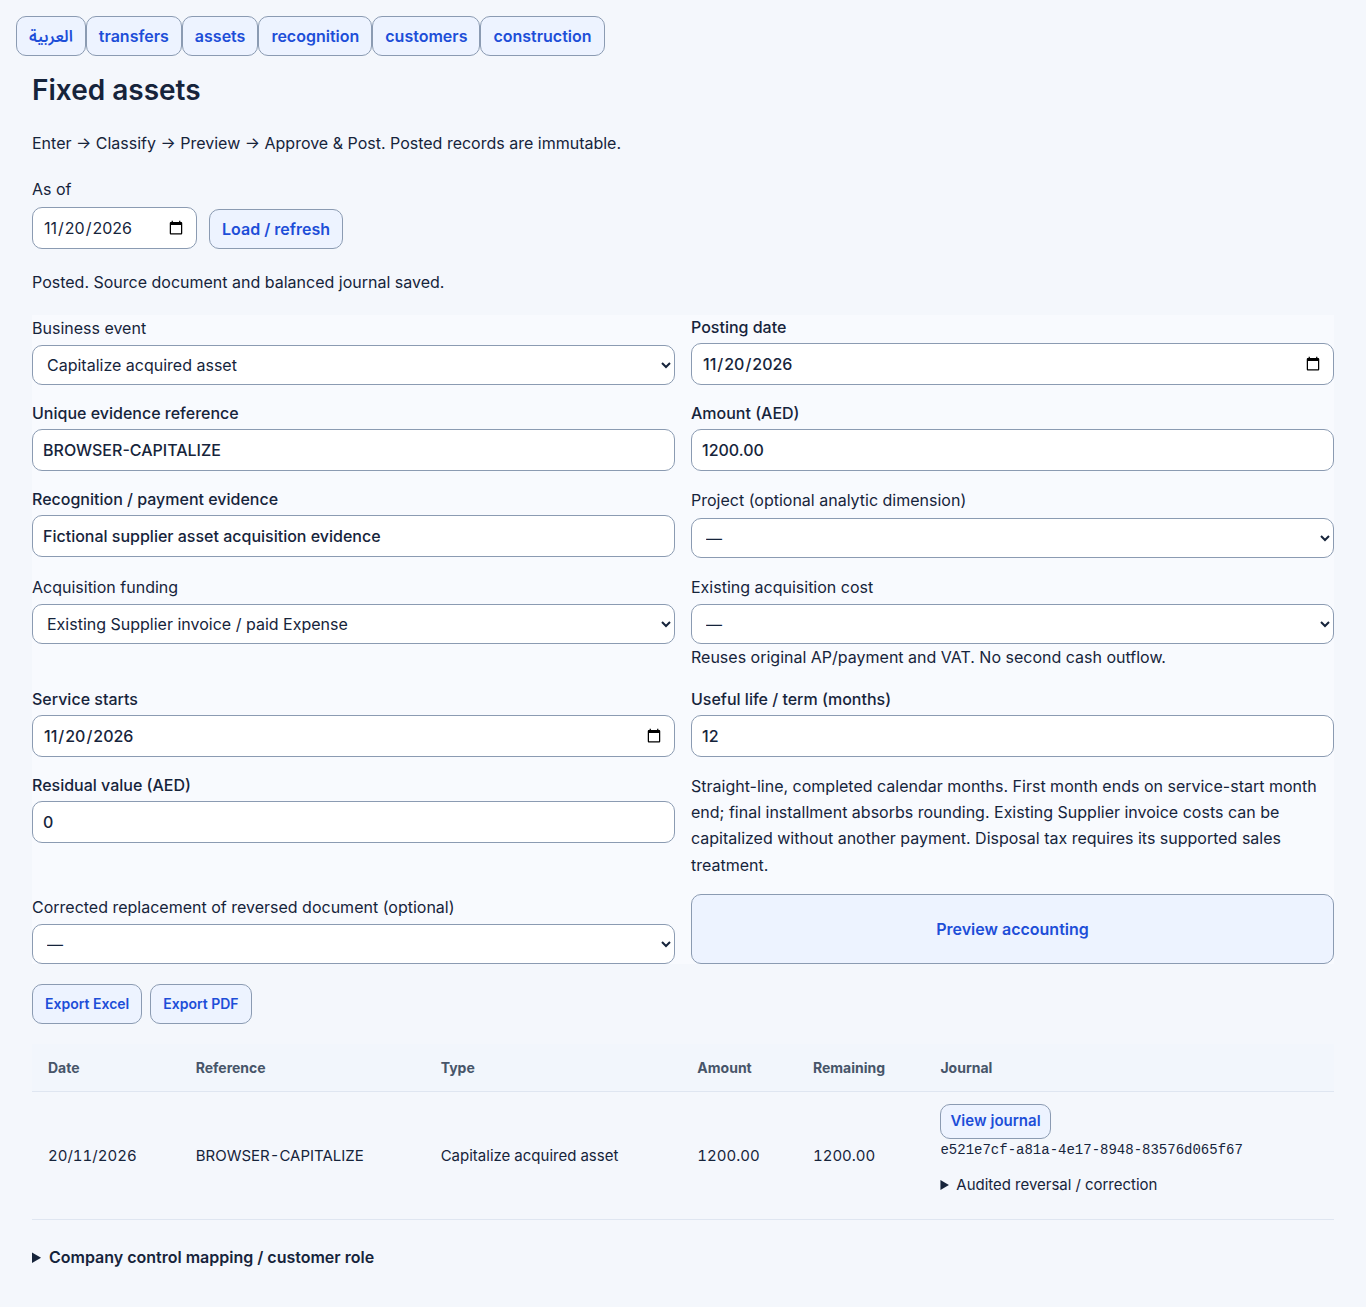 العربية transfers assets recognition customers construction
Fixed assets
Enter → Classify → Preview → Approve & Post. Posted records are immutable.
As of
11/20/2026 Load / refresh
Posted. Source document and balanced journal saved.
Business event Posting date
Capitalize acquired asset 11/20/2026
Unique evidence reference Amount (AED)
BROWSER-CAPITALIZE 1200.00
Recognition / payment evidence Project (optional analytic dimension)
Fictional supplier asset acquisition evidence —
Acquisition funding Existing acquisition cost
Existing Supplier invoice / paid Expense —
Reuses original AP/payment and VAT. No second cash outflow.
Service starts Useful life / term (months)
11/20/2026 12
Residual value (AED)
0
Straight-line, completed calendar months. First month ends on service-start month
end; final installment absorbs rounding. Existing Supplier invoice costs can be
capitalized without another payment. Disposal tax requires its supported sales
treatment.
Corrected replacement of reversed document (optional)
—
Preview accounting
Export Excel Export PDF
Date Reference Type Amount Remaining Journal
20/11/2026 BROWSER-CAPITALIZE Capitalize acquired asset 1200.00 1200.00 View journal
e521e7cf-a81a-4e17-8948-83576d065f67
▶ Audited reversal / correction
▶ Company control mapping / customer role